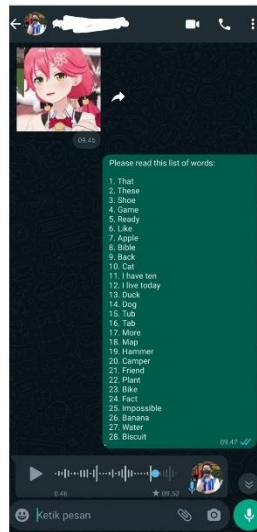 09.46
Please read this list of words:
1. That
2. These
3. Shoe
4. Game
5. Ready
6. Like
7. Apple
8. Bible
9. Back
10. Cat
11. I have ten
12. I live today
13. Duck
14. Dog
15. Tub
16. Tab
17. More
18. Map
19. Hammer
20. Camper
21. Friend
22. Plant
23. Bike
24. Fact
25. Impossible
26. Banana
27. Water
28. Biscuit
09.47
0.46
09.52
Ketik pesan